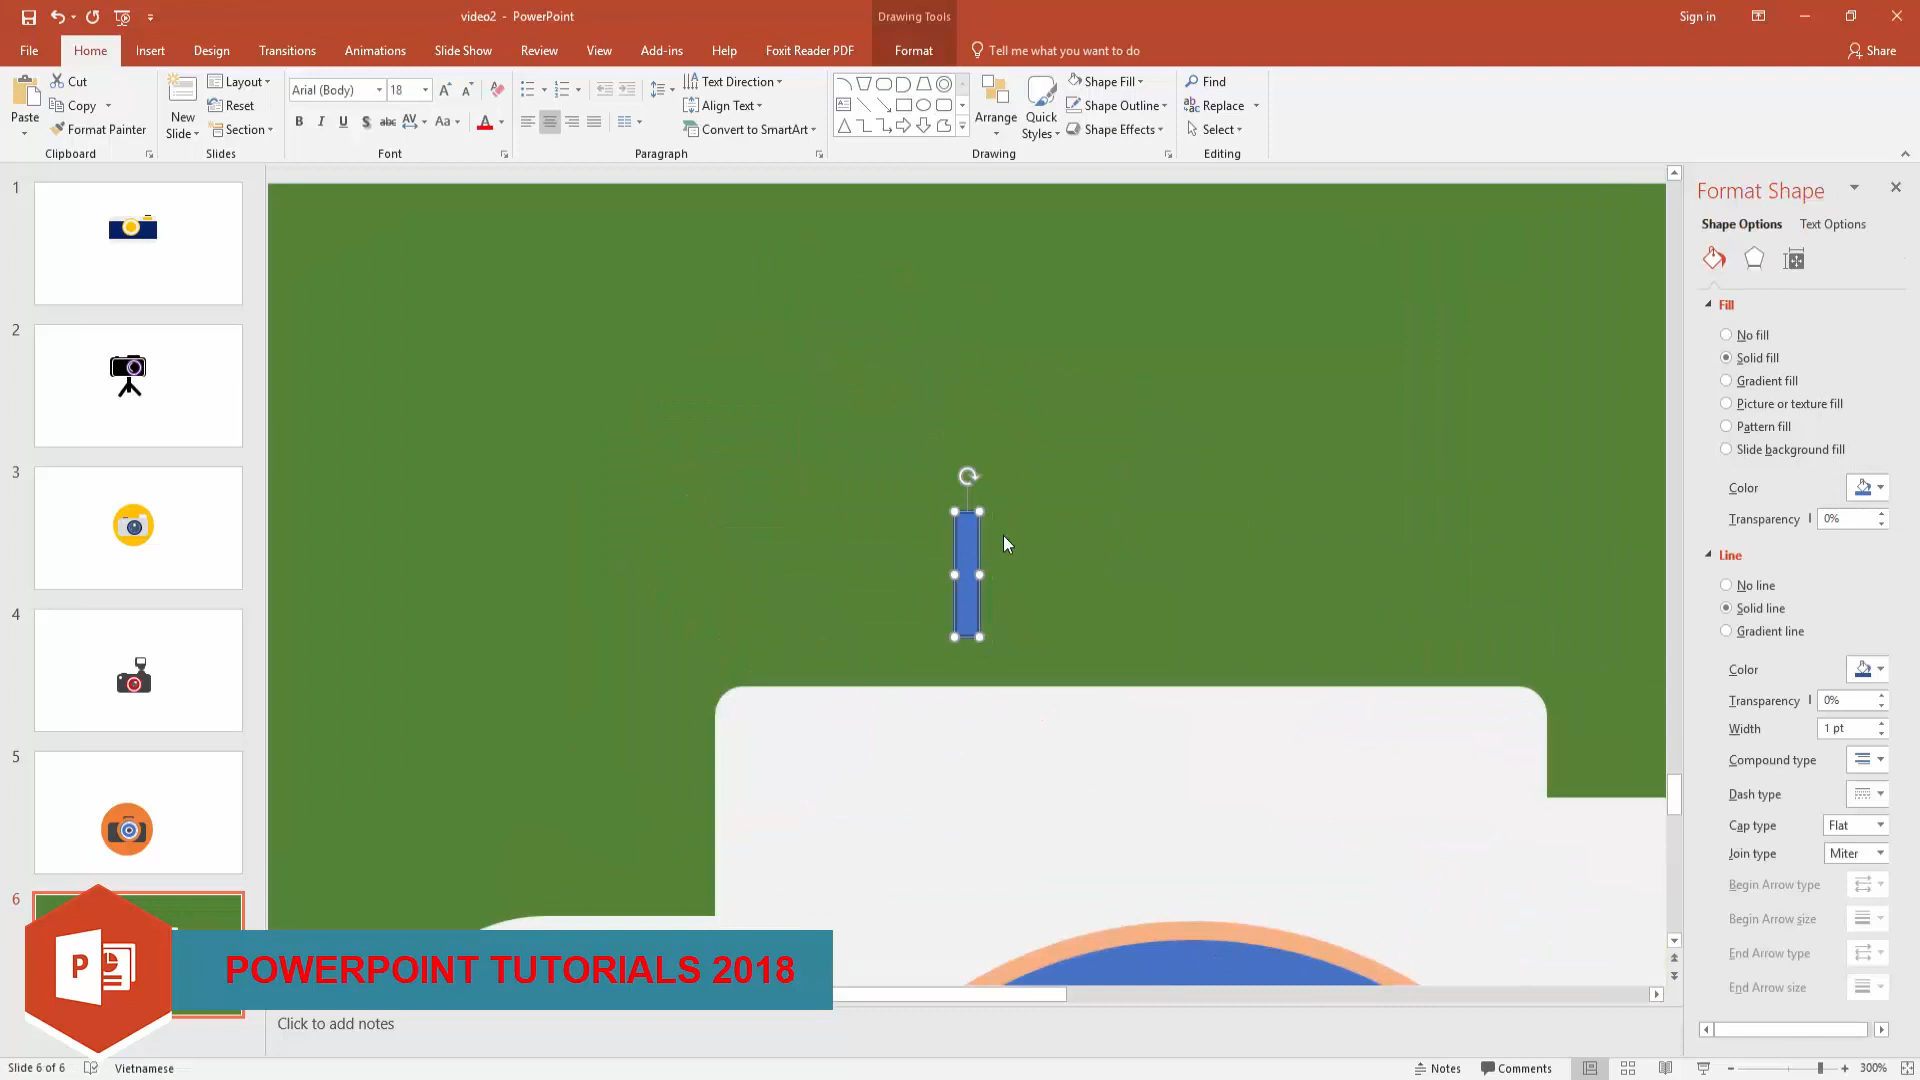 video2 - PowerPoint
Drawing Tools
Sign in
File Home Insert Design Transitions Animations Slide Show Review View Add-ins Help Foxit Reader PDF Format Tell me what you want to do Share
Paste
Cut
Copy
Format Painter
Clipboard
New
Slide
Layout
Reset
Section
Slides
Arial (Body) 18
B I U S abc AV Aa A
Font
Text Direction
Align Text
Convert to SmartArt
Paragraph
Arrange
Quick
Styles
Shape Fill
Shape Outline
Shape Effects
Drawing
Find
Replace
Select
Editing
1
2
3
4
5
6
Format Shape
Shape Options Text Options
Fill
No fill
Solid fill
Gradient fill
Picture or texture fill
Pattern fill
Slide background fill
Color
Transparency 0%
Line
No line
Solid line
Gradient line
Color
Transparency 0%
Width 1 pt
Compound type
Dash type
Cap type Flat
Join type Miter
Begin Arrow type
Begin Arrow size
End Arrow type
End Arrow size
P
POWERPOINT TUTORIALS 2018
Click to add notes
Slide 6 of 6 Vietnamese Notes Comments 300%